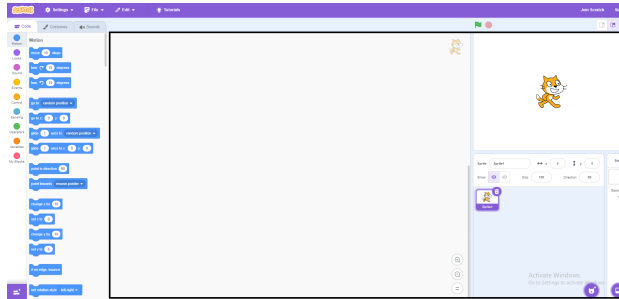 SCRATCH Settings File Edit Tutorials Join Scratch
Code Costumes Sounds
Motion
Looks
Sound
Events
Control
Sensing
Operators
Variables
My Blocks
Motion
move 10 steps
turn 15 degrees
turn 15 degrees
go to random position
go to x: 0 y: 0
glide 1 secs to random position
glide 1 secs to x: 0 y: 0
point in direction 90
point towards mouse-pointer
change x by 10
set x to 0
change y by 10
set y to 0
if on edge, bounce
set rotation style left-right
Sprite Sprite1 x 0 y 0
Show Size 100 Direction 90
Sprite1
Activate Windows
Go to Settings to activate Windows.